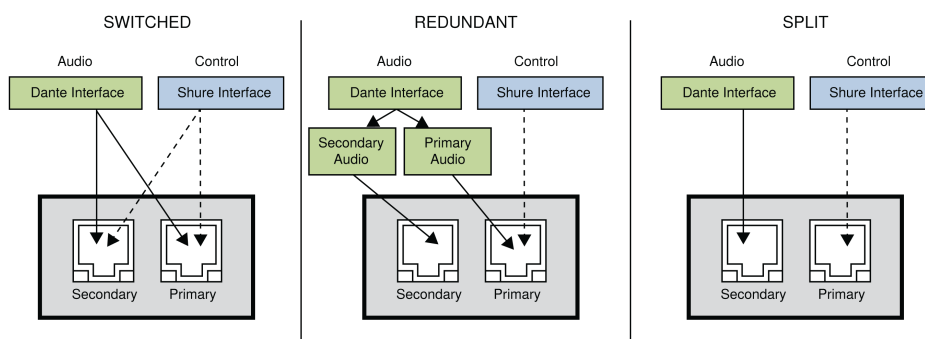 SWITCHED
Audio
Control
Dante Interface
Shure Interface
Secondary
Primary
REDUNDANT
Audio
Control
Dante Interface
Shure Interface
Secondary
Audio
Primary
Audio
Secondary
Primary
SPLIT
Audio
Control
Dante Interface
Shure Interface
Secondary
Primary